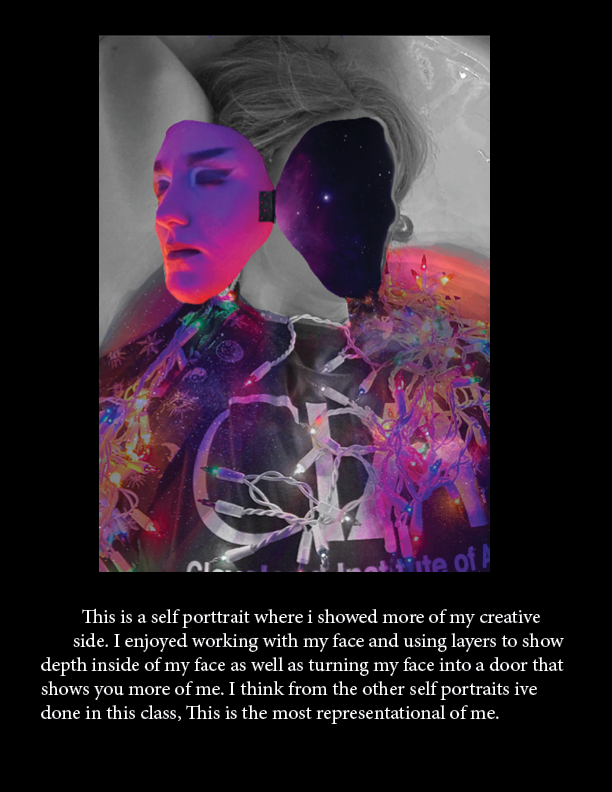 CIA
Institute of A
This is a self porttrait where i showed more of my creative
side. I enjoyed working with my face and using layers to show
depth inside of my face as well as turning my face into a door that
shows you more of me. I think from the other self portraits ive
done in this class, This is the most representational of me.